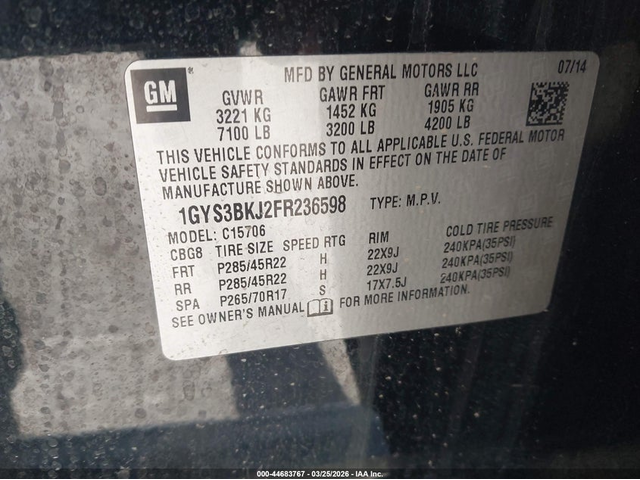 GM
MFD BY GENERAL MOTORS LLC 07/14
GVWR GAWR FRT GAWR RR
3221 KG 1452 KG 1905 KG
7100 LB 3200 LB 4200 LB
THIS VEHICLE CONFORMS TO ALL APPLICABLE U.S. FEDERAL MOTOR
VEHICLE SAFETY STANDARDS IN EFFECT ON THE DATE OF
MANUFACTURE SHOWN ABOVE.
1GYS3BKJ2FR236598 TYPE: M.P.V.
MODEL: C15706
CBG8 TIRE SIZE SPEED RTG RIM COLD TIRE PRESSURE
FRT P285/45R22 H 22X9J 240KPA(35PSI)
RR P285/45R22 H 22X9J 240KPA(35PSI)
SPA P265/70R17 S 17X7.5J 240KPA(35PSI)
SEE OWNER'S MANUAL FOR MORE INFORMATION.
000-44683767 - 03/25/2026 - IAA Inc.